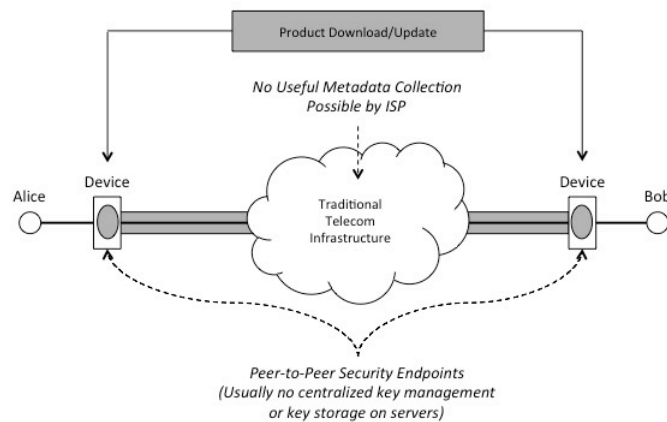 Product Download/Update
No Useful Metadata Collection
Possible by ISP
Alice
Device
Traditional
Telecom
Infrastructure
Device
Bob
Peer-to-Peer Security Endpoints
(Usually no centralized key management
or key storage on servers)